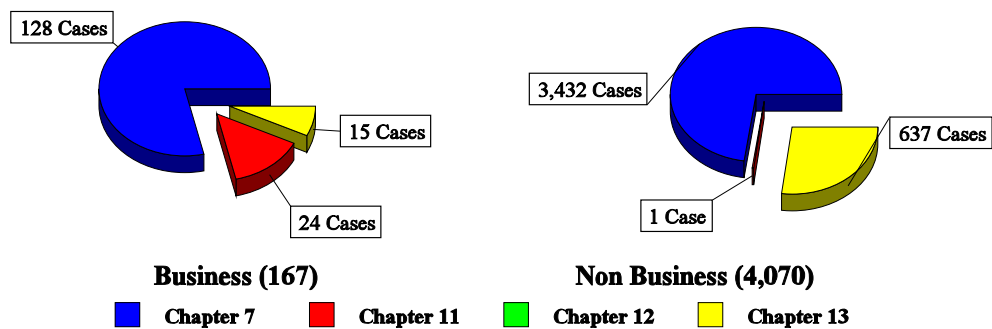 128 Cases
3,432 Cases
15 Cases
637 Cases
24 Cases
1 Case
Business (167)
Non Business (4,070)
Chapter 7
Chapter 11
Chapter 12
Chapter 13